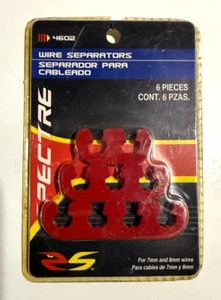 4602
WIRE SEPARATORS
SEPARADOR PARA
CABLEADO
6 PIECES
CONT. 6 PZAS.
SPECTRE
RS
For 7mm and 8mm wires
Para cables de 7mm y 8mm